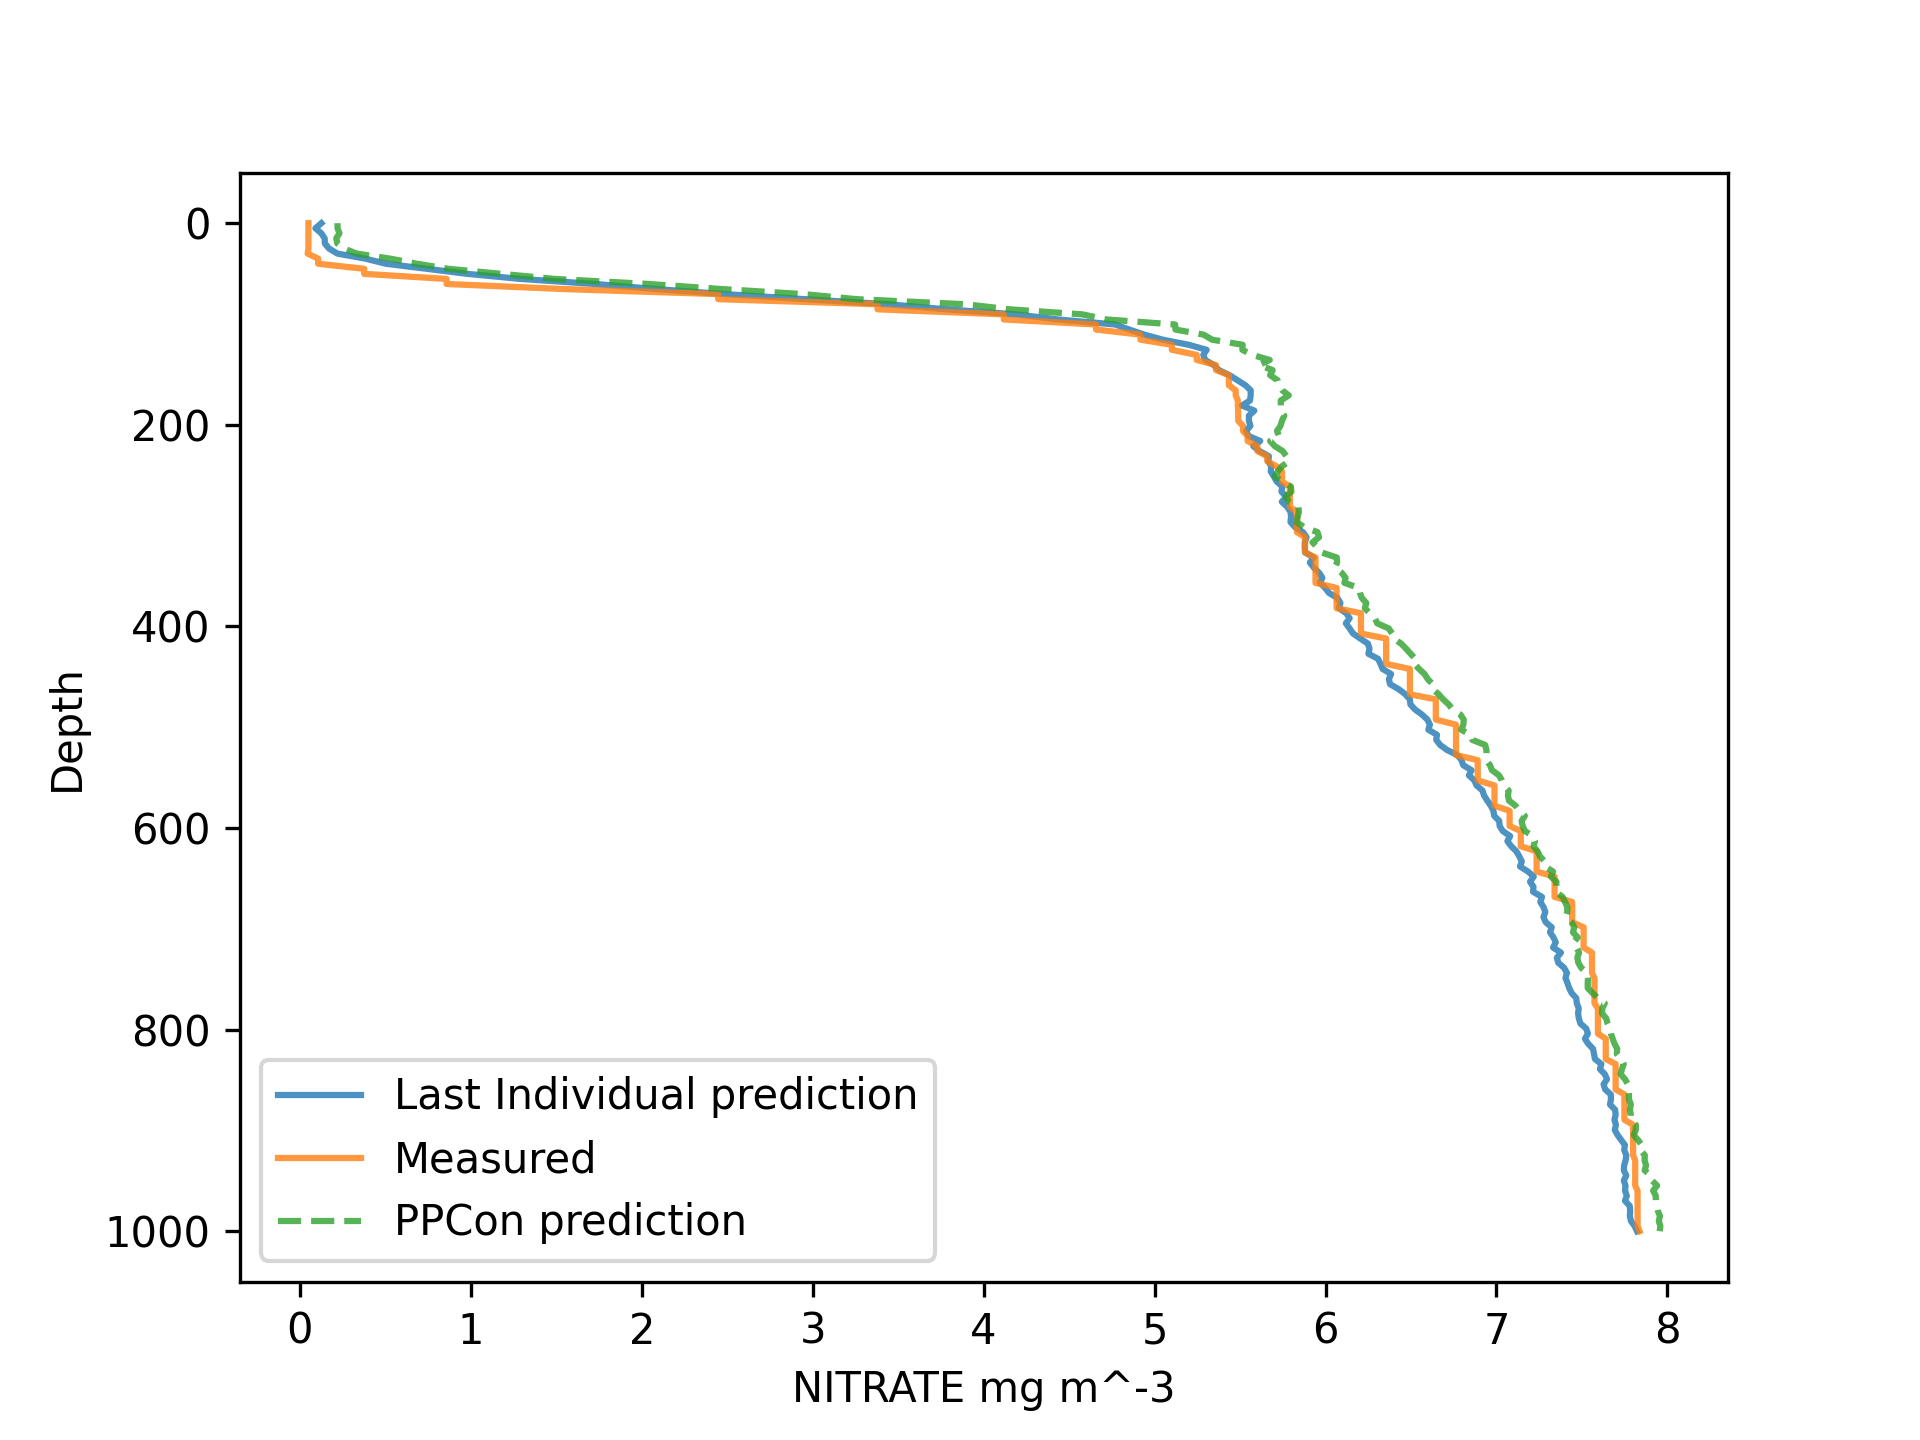 0
200
400
600
800
1000
Depth
Last Individual prediction
Measured
PPCon prediction
0 1 2 3 4 5 6 7 8
NITRATE mg m^-3